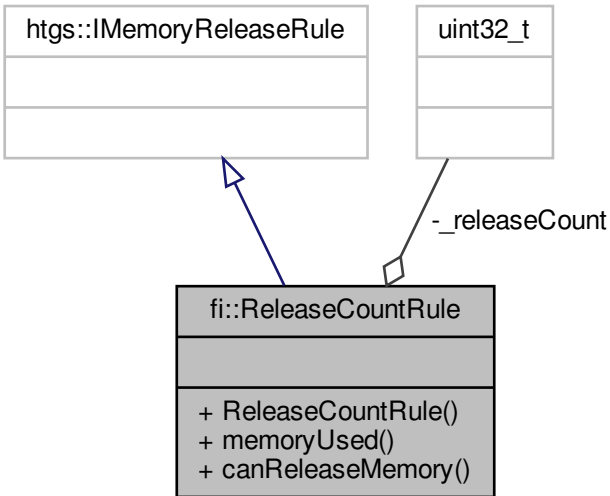 htgs::IMemoryReleaseRule
uint32_t
-_releaseCount
fi::ReleaseCountRule
+ ReleaseCountRule()
+ memoryUsed()
+ canReleaseMemory()